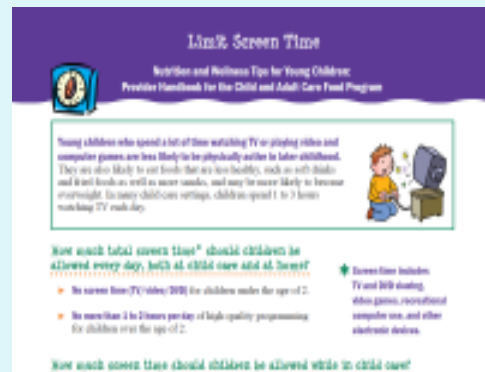 Limit Screen Time
Nutrition and Wellness Tips for Young Children:
Provider Handbook for the Child and Adult Care Food Program
Young children who spend a lot of time watching TV or playing video and
computer games are less likely to be physically active in later childhood.
They are also likely to eat foods that are less healthy, such as soft drinks
and fried foods as well as more snacks, and may be more likely to become
overweight. In many child care settings, children spend 1 to 3 hours
watching TV each day.
How much total screen time* should children be
allowed every day, both at child care and at home?
No screen time (TV/video/DVD) for children under the age of 2.
No more than 1 to 2 hours per day of high-quality programming
for children over the age of 2.
* Screen time includes
TV and DVD viewing,
video games, recreational
computer use, and other
electronic devices.
How much screen time should children be allowed while in child care?